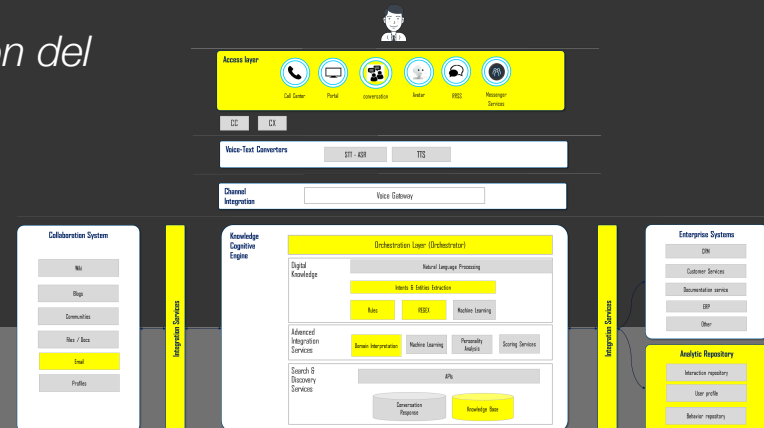 del
Access layer
Call Center
Portal
conversation
Avatar
RRSS
Messenger
Services
CC
CX
Voice-Text Converters
STT - ASR
TTS
Channel
Integration
Voice Gateway
Collaboration System
Wiki
Blogs
Communities
Files / Docs
Email
Profiles
Integration Services
Knowledge
Cognitive
Engine
Orchestration Layer (Orchestrator)
Digital
Knowledge
Natural Language Processing
Intents & Entities Extraction
Rules
REGEX
Machine Learning
Advanced
Integration
Services
Domain Interpretation
Machine Learning
Personality
Analysis
Scoring Services
Search &
Discovery
Services
APIs
Conversation
Response
Knowledge Base
Integration Services
Enterprise Systems
CRM
Customer Services
Documentation service
ERP
Other
Analytic Repository
Interaction repository
User profile
Behavior repository